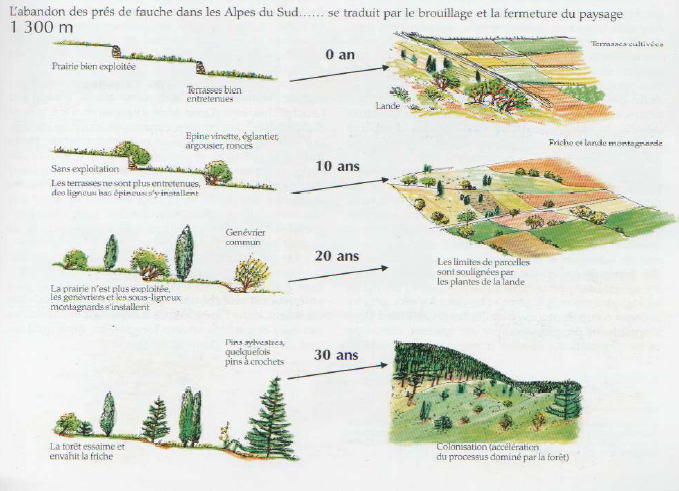 L'abandon des prés de fauche dans les Alpes du Sud...... se traduit par le brouillage et la fermeture du paysage
1 300 m
0 an
Terrasses cultivées
Prairie bien exploitée
Terrasses bien
entretenues
Lande
Epine vinette, églantier,
argousier, ronces
Friche et lande montagnarde
10 ans
Sans exploitation
Les terrasses ne sont plus entretenues,
des ligneux bas épineux s'y installent
Genévrier
commun
20 ans
Les limites de parcelles
sont soulignées par
les plantes de la lande
La prairie n'est plus exploitée,
les genévriers et les sous-ligneux
montagnards s'installent
Pins sylvestres,
quelquefois
pins à crochets
30 ans
La forêt essaime et
envahit la friche
Colonisation (accélération
du processus dominé par la forêt)